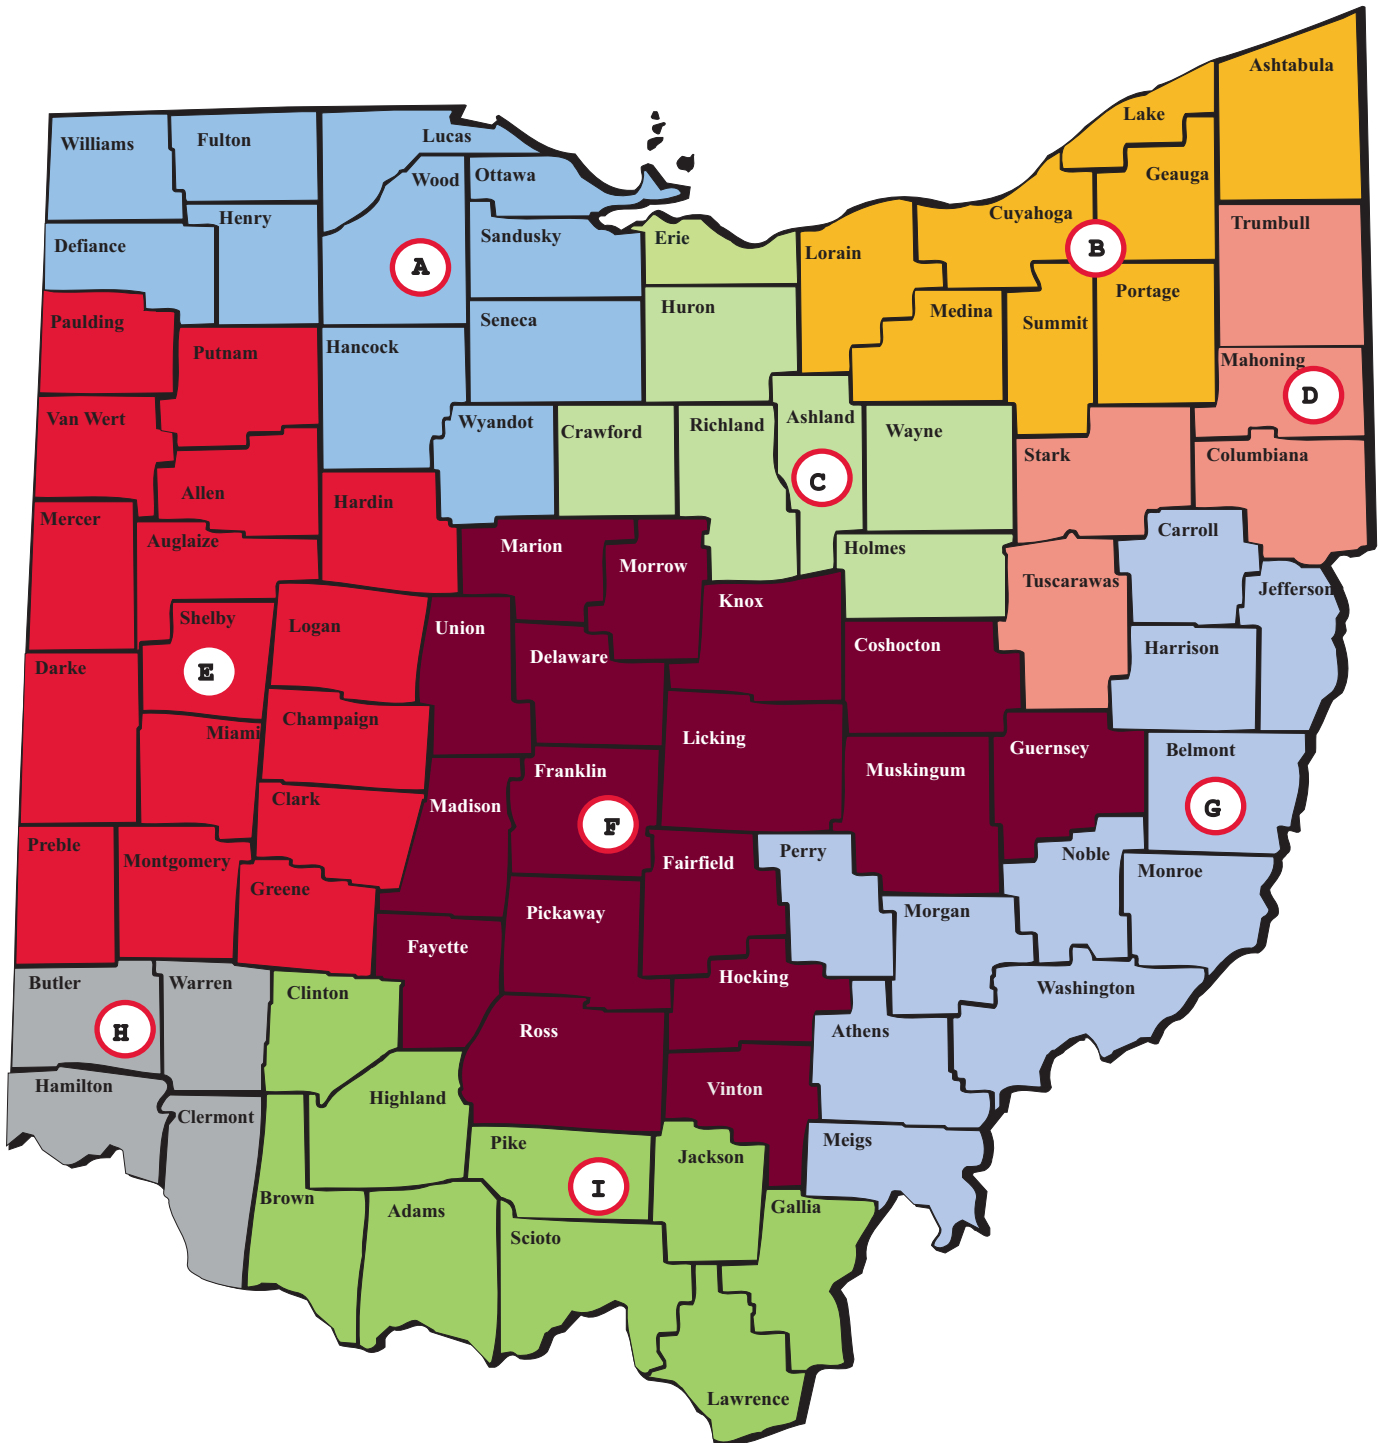 Ashtabula
Lake
Williams
Fulton
Lucas
Geauga
Wood
Ottawa
Henry
Cuyahoga
Trumbull
Defiance
Sandusky
Erie
Lorain
B
A
Portage
Paulding
Seneca
Huron
Medina
Summit
Putnam
Hancock
Mahoning
D
Van Wert
Wyandot
Crawford
Richland
Ashland
Wayne
Stark
Columbiana
Allen
Hardin
C
Mercer
Auglaize
Marion
Morrow
Holmes
Carroll
Tuscarawas
Jefferson
Shelby
Logan
Union
Knox
Delaware
Coshocton
Harrison
Darke
E
Miami
Champaign
Licking
Guernsey
Belmont
Franklin
Muskingum
Clark
Madison
G
F
Preble
Montgomery
Fairfield
Perry
Noble
Monroe
Greene
Pickaway
Morgan
Fayette
Butler
Warren
Clinton
Hocking
Washington
H
Ross
Athens
Hamilton
Highland
Vinton
Clermont
Pike
Jackson
Meigs
Brown
Adams
I
Gallia
Scioto
Lawrence